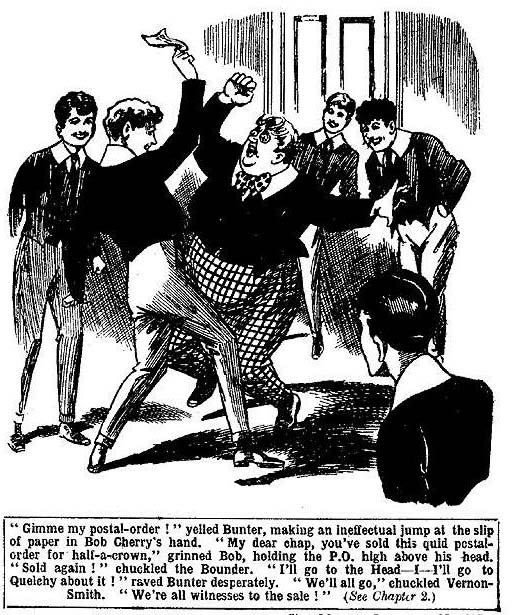 “ Gimme my postal-order ! ” yelled Bunter, making an ineffectual jump at the slip
of paper in Bob Cherry's hand. “ My dear chap, you've sold this quid postal-
order for half-a-crown,” grinned Bob, holding the P.O. high above his head.
“ Sold again ! ” chuckled the Bounder. “ I'll go to the Head—I—I'll go to
Quelchy about it ! ” raved Bunter desperately. “ We'll all go,” chuckled Vernon-
Smith. “ We're all witnesses to the sale ! ” (See Chapter 2.)